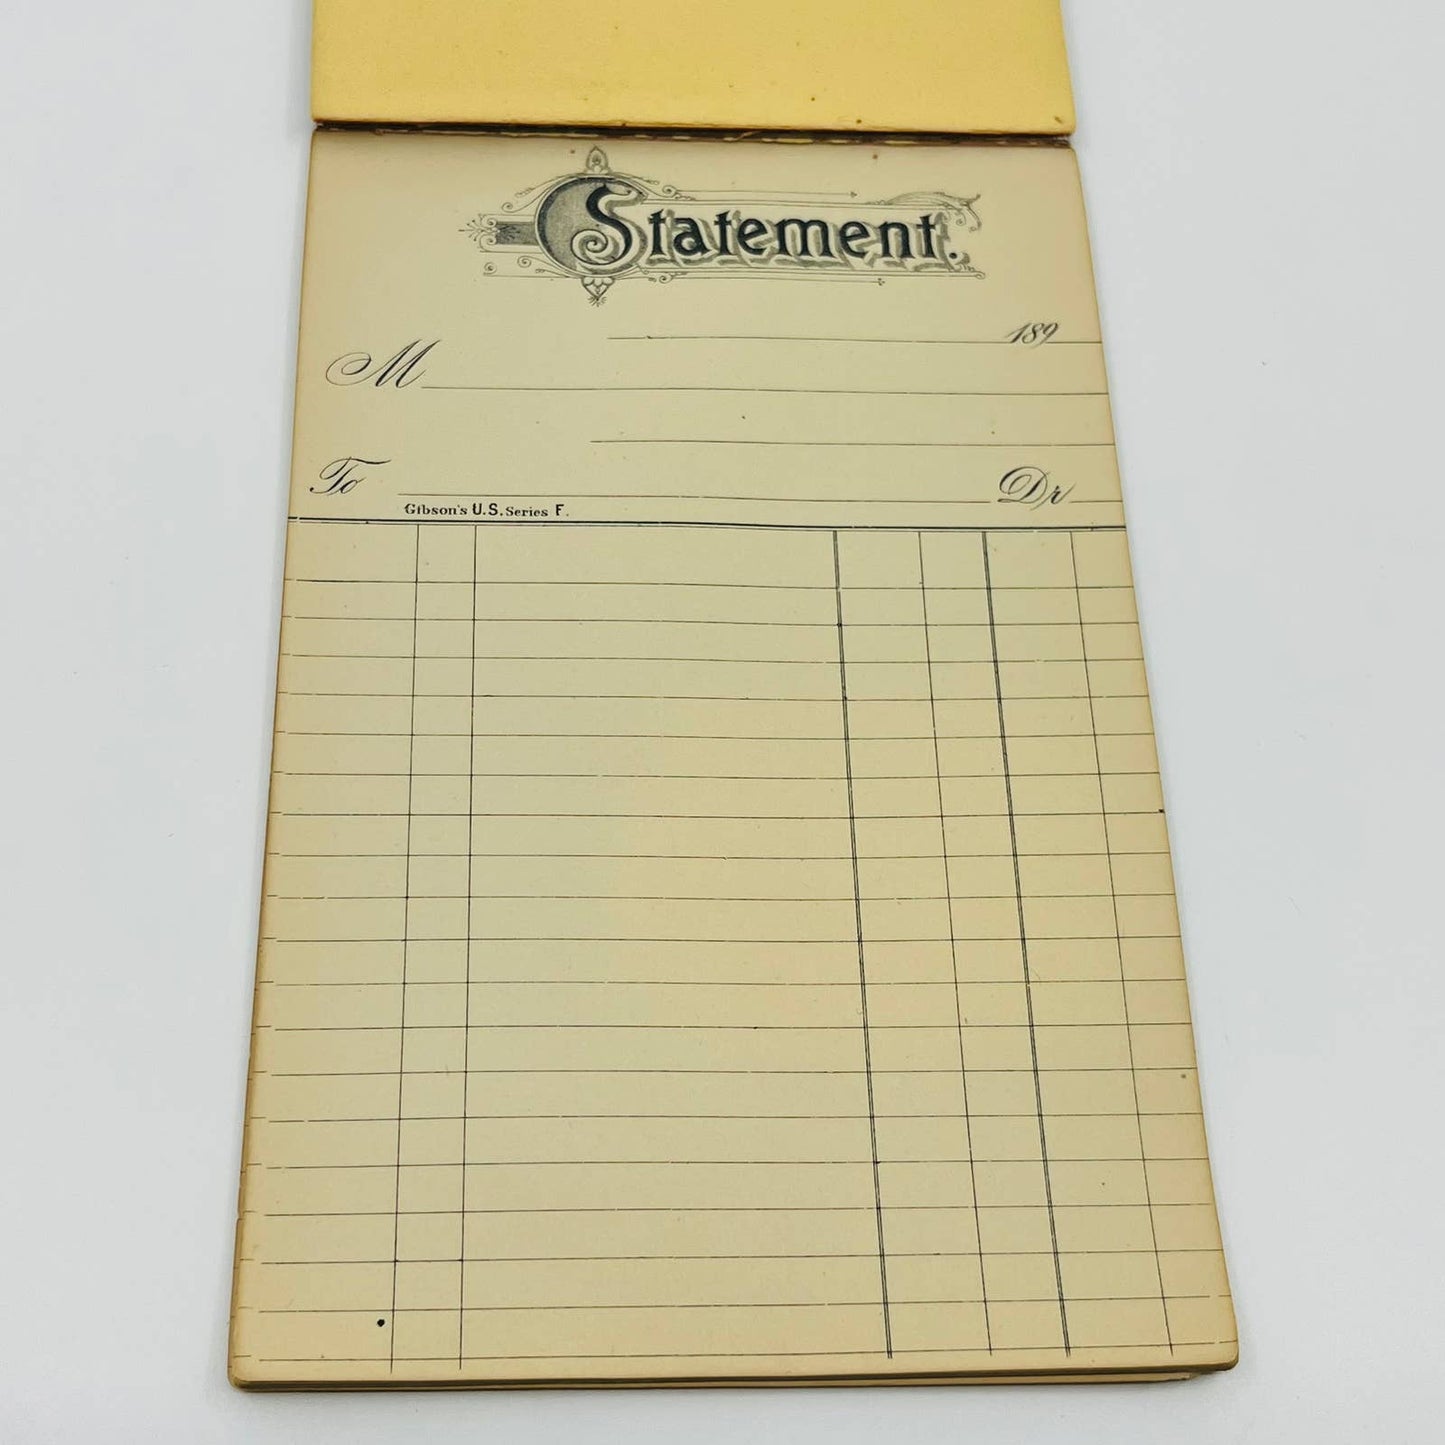 Statement.
189
M
To Dr
Gibson's U.S. Series F.